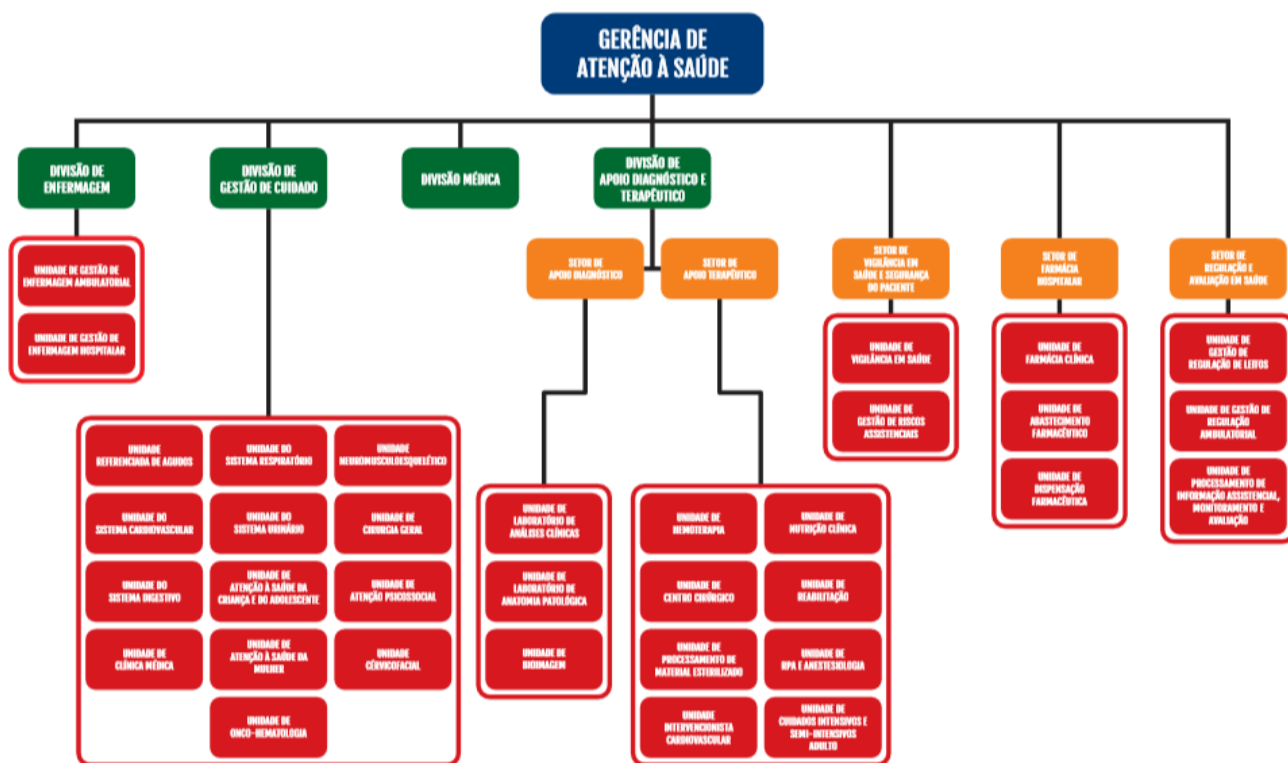 GERÊNCIA DE
ATENÇÃO À SAÚDE
DIVISÃO DE
ENFERMAGEM
DIVISÃO DE
GESTÃO DE CUIDADO
DIVISÃO MÉDICA
DIVISÃO DE
APOIO DIAGNÓSTICO E
TERAPÊUTICO
UNIDADE DE GESTÃO DE
ENFERMAGEM AMBULATORIAL
UNIDADE DE GESTÃO DE
ENFERMAGEM HOSPITALAR
SETOR DE
APOIO DIAGNÓSTICO
SETOR DE
APOIO TERAPÊUTICO
SETOR DE
VIGILÂNCIA EM
SAÚDE E SEGURANÇA
DO PACIENTE
SETOR DE
FARMÁCIA
HOSPITALAR
SETOR DE
REGULAÇÃO E
AVALIAÇÃO EM SAÚDE
UNIDADE DE
VIGILÂNCIA EM SAÚDE
UNIDADE DE
GESTÃO DE RISCOS
ASSISTENCIAIS
UNIDADE DE
FARMÁCIA CLÍNICA
UNIDADE DE
ABASTECIMENTO
FARMACÊUTICO
UNIDADE DE
DISPENSAÇÃO
FARMACÊUTICA
UNIDADE DE
GESTÃO DE
REGULAÇÃO DE LEITOS
UNIDADE DE GESTÃO DE
REGULAÇÃO
AMBULATORIAL
UNIDADE DE
PROCESSAMENTO DE
INFORMAÇÃO ASSISTENCIAL,
MONITORAMENTO E
AVALIAÇÃO
UNIDADE
REFERENCIADA DE AGUDOS
UNIDADE DO
SISTEMA RESPIRATÓRIO
UNIDADE
NEUROMUSCULOESQUELÉTICO
UNIDADE DO
SISTEMA CARDIOVASCULAR
UNIDADE DO
SISTEMA URINÁRIO
UNIDADE DE
CIRURGIA GERAL
UNIDADE DO
SISTEMA DIGESTIVO
UNIDADE DE
ATENÇÃO À SAÚDE DA
CRIANÇA E DO ADOLESCENTE
UNIDADE DE
ATENÇÃO PSICOSSOCIAL
UNIDADE DE
CLÍNICA MÉDICA
UNIDADE DE
ATENÇÃO À SAÚDE DA
MULHER
UNIDADE
CÉRVICOFACIAL
UNIDADE DE
ONCO-HEMATOLOGIA
UNIDADE DE
LABORATÓRIO DE
ANÁLISES CLÍNICAS
UNIDADE DE
LABORATÓRIO DE
ANATOMIA PATOLÓGICA
UNIDADE DE
BIOIMAGEM
UNIDADE DE
HEMOTERAPIA
UNIDADE DE
NUTRIÇÃO CLÍNICA
UNIDADE DE
CENTRO CIRÚRGICO
UNIDADE DE
REABILITAÇÃO
UNIDADE DE
PROCESSAMENTO DE
MATERIAL ESTERILIZADO
UNIDADE DE
RPA E ANESTESIOLOGIA
UNIDADE
INTERVENCIONISTA
CARDIOVASCULAR
UNIDADE DE
CUIDADOS INTENSIVOS E
SEMI-INTENSIVOS
ADULTO